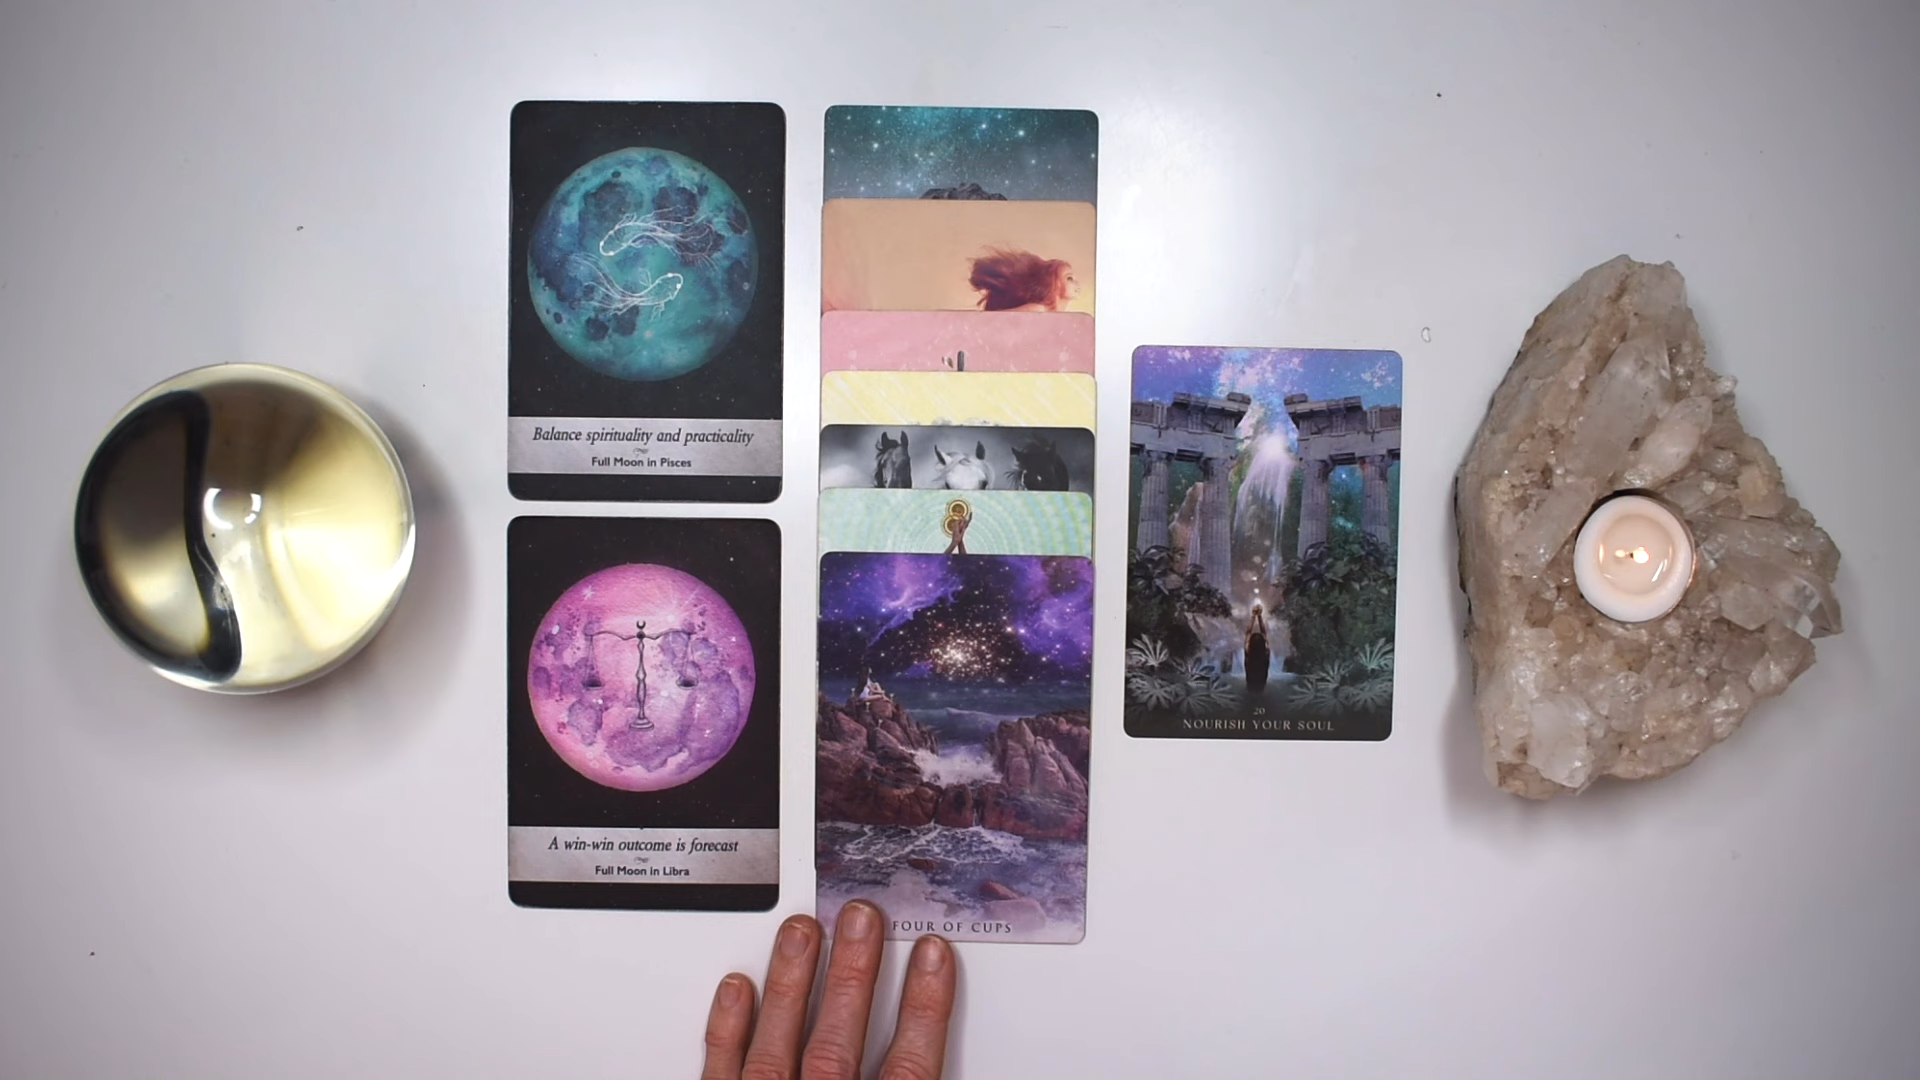 Balance spirituality and practicality
Full Moon in Pisces
A win-win outcome is forecast
Full Moon in Libra
FOUR OF CUPS
20
NOURISH YOUR SOUL